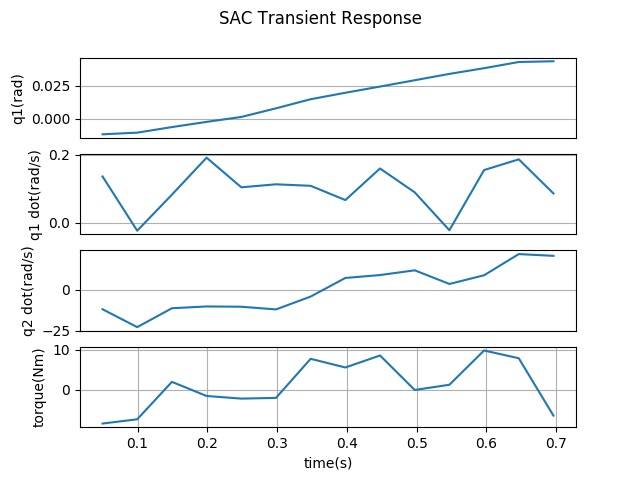 SAC Transient Response
q1(rad)
0.025
0.000
q1 dot(rad/s)
0.2
0.0
q2 dot(rad/s)
0
−25
torque(Nm)
10
0
0.1 0.2 0.3 0.4 0.5 0.6 0.7
time(s)